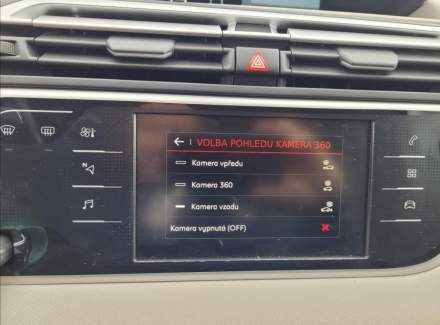 VOLBA POHLEDU KAMERA 360
Kamera vpředu
Kamera 360
Kamera vzadu
Kamera vypnutá (OFF)
N